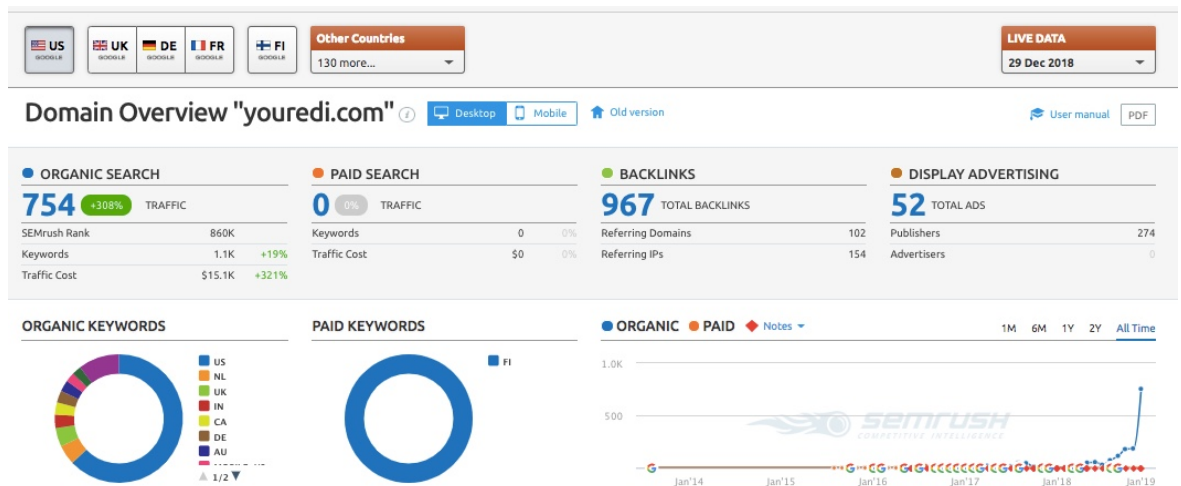 US
GOOGLE
UK
GOOGLE
DE
GOOGLE
FR
GOOGLE
FI
GOOGLE
Other Countries
130 more...
LIVE DATA
29 Dec 2018
Domain Overview "youredi.com" i
Desktop
Mobile
Old version
User manual
PDF
ORGANIC SEARCH
754 +308% TRAFFIC
SEMrush Rank 860K
Keywords 1.1K +19%
Traffic Cost $15.1K +321%
PAID SEARCH
0 0% TRAFFIC
Keywords 0 0%
Traffic Cost $0 0%
BACKLINKS
967 TOTAL BACKLINKS
Referring Domains 102
Referring IPs 154
DISPLAY ADVERTISING
52 TOTAL ADS
Publishers 274
Advertisers 0
ORGANIC KEYWORDS
US
NL
UK
IN
CA
DE
AU
1/2
PAID KEYWORDS
FI
ORGANIC PAID Notes
1M 6M 1Y 2Y All Time
1.0K
500
semrush
COMPETITIVE INTELLIGENCE
Jan'14 Jan'15 Jan'16 Jan'17 Jan'18 Jan'19